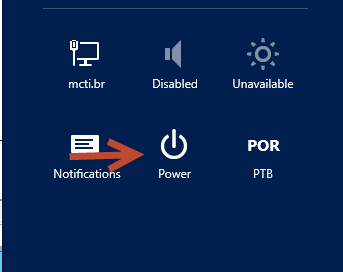 mcti.br
Disabled
Unavailable
POR
Notifications
Power
PTB